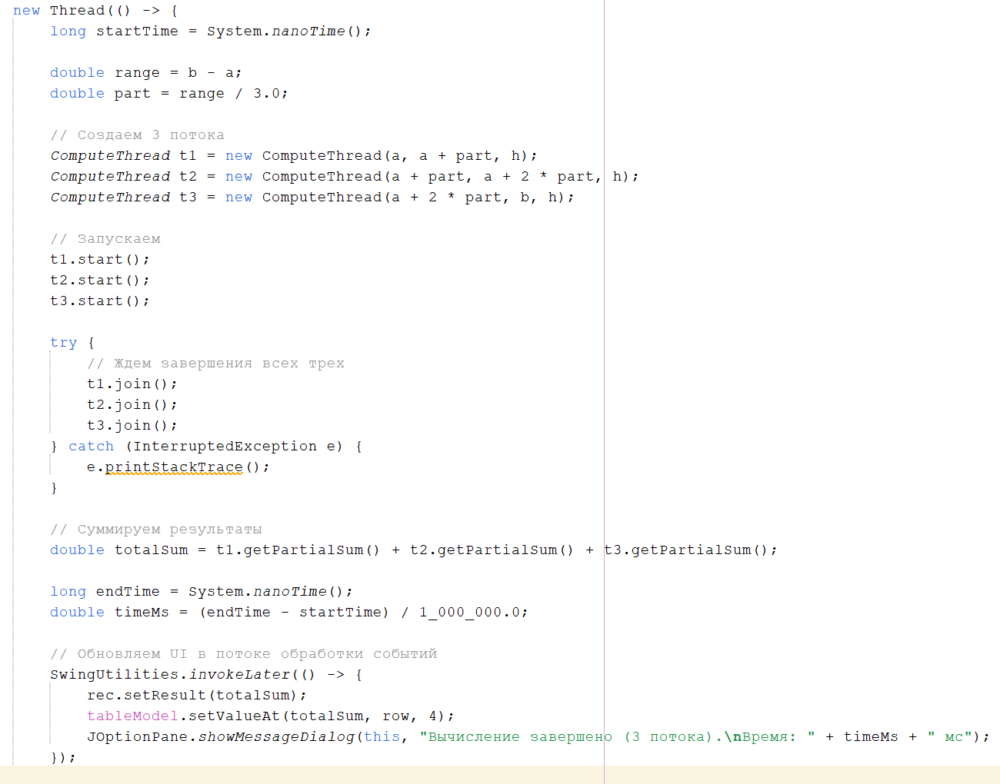 new Thread(() -> {
    long startTime = System.nanoTime();

    double range = b - a;
    double part = range / 3.0;

    // Создаем 3 потока
    ComputeThread t1 = new ComputeThread(a, a + part, h);
    ComputeThread t2 = new ComputeThread(a + part, a + 2 * part, h);
    ComputeThread t3 = new ComputeThread(a + 2 * part, b, h);

    // Запускаем
    t1.start();
    t2.start();
    t3.start();

    try {
        // Ждем завершения всех трех
        t1.join();
        t2.join();
        t3.join();
    } catch (InterruptedException e) {
        e.printStackTrace();
    }

    // Суммируем результаты
    double totalSum = t1.getPartialSum() + t2.getPartialSum() + t3.getPartialSum();

    long endTime = System.nanoTime();
    double timeMs = (endTime - startTime) / 1_000_000.0;

    // Обновляем UI в потоке обработки событий
    SwingUtilities.invokeLater(() -> {
        rec.setResult(totalSum);
        tableModel.setValueAt(totalSum, row, 4);
        JOptionPane.showMessageDialog(this, "Вычисление завершено (3 потока).\nВремя: " + timeMs + " мс");
    });